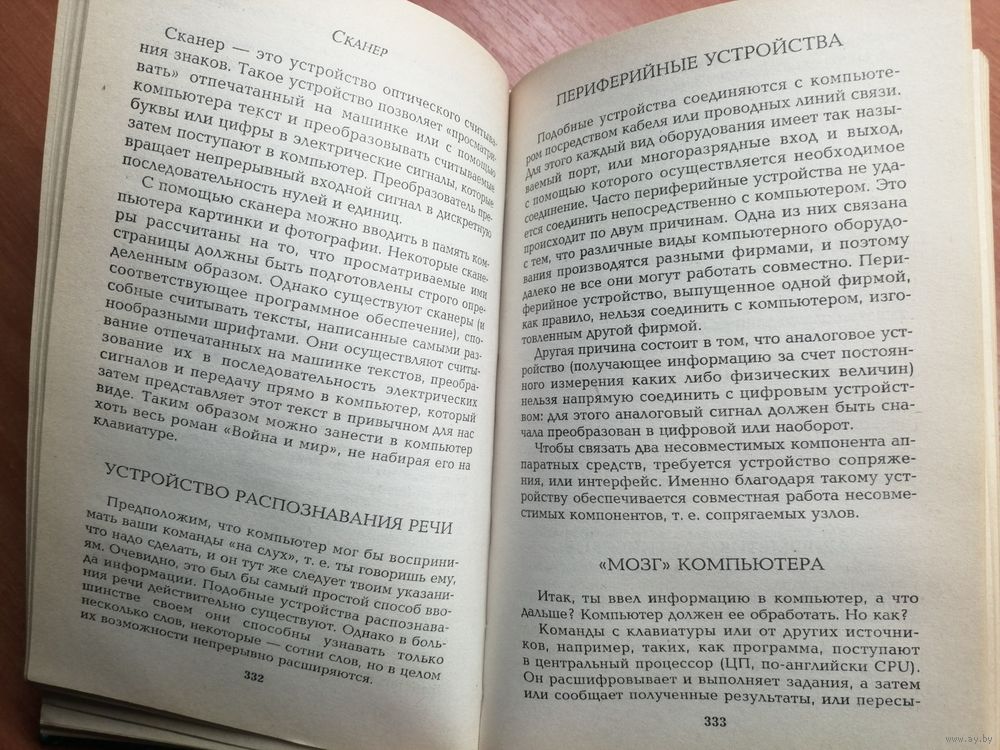 Сканер
Сканер — это устройство оптического считыва-
ния знаков. Такое устройство позволяет «просматри-
вать» отпечатанный на машинке или с помощью
компьютера текст и преобразовывать считываемые
буквы или цифры в электрические сигналы, которые
затем поступают в компьютер. Преобразователь пре-
вращает непрерывный входной сигнал в дискретную
последовательность нулей и единиц.
С помощью сканера можно вводить в память ком-
пьютера картинки и фотографии. Некоторые скане-
ры рассчитаны на то, что просматриваемые ими
страницы должны быть подготовлены строго опре-
деленным образом. Однако существуют сканеры (и
соответствующее программное обеспечение), спо-
собные считывать тексты, написанные самыми раз-
нообразными шрифтами. Они осуществляют считы-
вание отпечатанных на машинке текстов, преобра-
зование их в последовательность электрических
сигналов и передачу прямо в компьютер, который
затем представляет этот текст в привычном для нас
виде. Таким образом можно занести в компьютер
хоть весь роман «Война и мир», не набирая его на
клавиатуре.
УСТРОЙСТВО РАСПОЗНАВАНИЯ РЕЧИ
Предположим, что компьютер мог бы восприни-
мать ваши команды «на слух», т. е. ты говоришь ему,
что надо сделать, и он тут же следует твоим указани-
ям. Очевидно, это был бы самый простой способ вво-
да информации. Подобные устройства распознава-
ния речи действительно существуют. Однако в боль-
шинстве своем они способны узнавать только
несколько слов, некоторые — сотни слов, но в целом
их возможности непрерывно расширяются.
332
ПЕРИФЕРИЙНЫЕ УСТРОЙСТВА
Подобные устройства соединяются с компьюте-
ром посредством кабеля или проводных линий связи.
Для этого каждый вид оборудования имеет так назы-
ваемый порт, или многоразрядные вход и выход,
с помощью которого осуществляется необходимое
соединение. Часто периферийные устройства не уда-
ется соединить непосредственно с компьютером. Это
происходит по двум причинам. Одна из них связана
с тем, что различные виды компьютерного оборудо-
вания производятся разными фирмами, и поэтому
далеко не все они могут работать совместно. Пери-
ферийное устройство, выпущенное одной фирмой,
как правило, нельзя соединить с компьютером, изго-
товленным другой фирмой.
Другая причина состоит в том, что аналоговое уст-
ройство (получающее информацию за счет постоян-
ного измерения каких либо физических величин)
нельзя напрямую соединить с цифровым устройст-
вом: для этого аналоговый сигнал должен быть сна-
чала преобразован в цифровой или наоборот.
Чтобы связать два несовместимых компонента ап-
паратных средств, требуется устройство сопряже-
ния, или интерфейс. Именно благодаря такому уст-
ройству обеспечивается совместная работа несовме-
стимых компонентов, т. е. сопрягаемых узлов.
«МОЗГ» КОМПЬЮТЕРА
Итак, ты ввел информацию в компьютер, а что
дальше? Компьютер должен ее обработать. Но как?
Команды с клавиатуры или от других источни-
ков, например, таких, как программа, поступают
в центральный процессор (ЦП, по-английски CPU).
Он расшифровывает и выполняет задания, а затем
или сообщает полученные результаты, или пересы-
333
www.ay.by